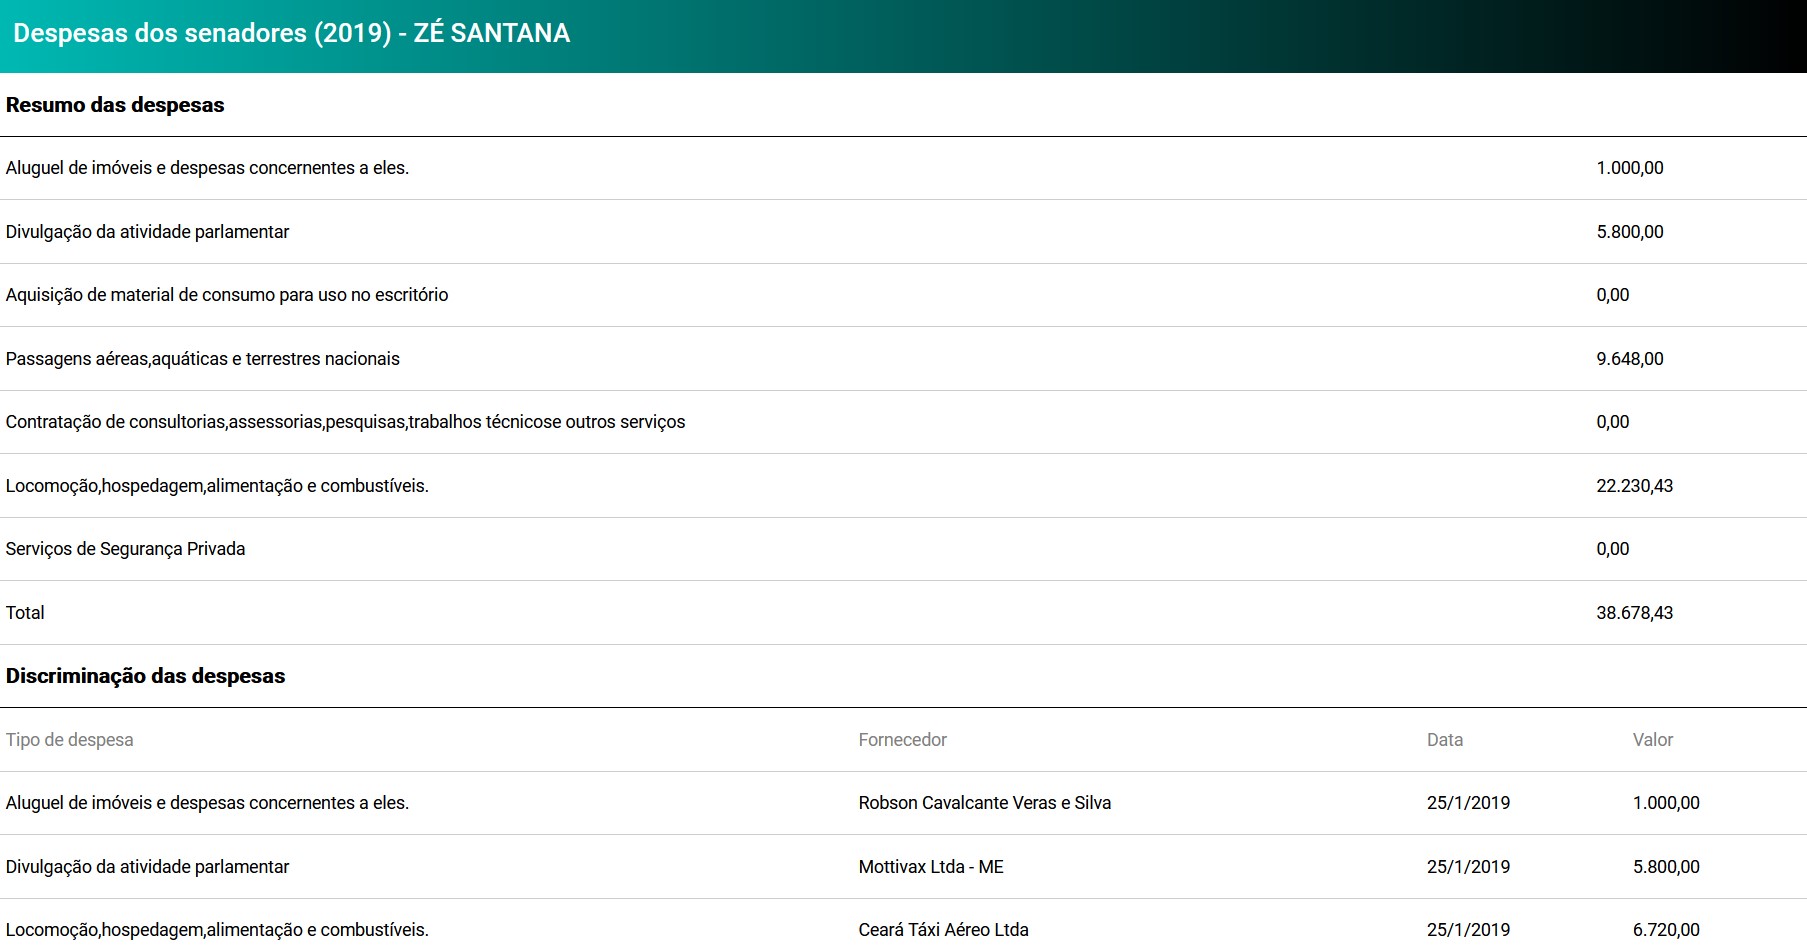 Despesas dos senadores (2019) - ZÉ SANTANA
Resumo das despesas
Aluguel de imóveis e despesas concernentes a eles. 1.000,00
Divulgação da atividade parlamentar 5.800,00
Aquisição de material de consumo para uso no escritório 0,00
Passagens aéreas,aquáticas e terrestres nacionais 9.648,00
Contratação de consultorias,assessorias,pesquisas,trabalhos técnicose outros serviços 0,00
Locomoção,hospedagem,alimentação e combustíveis. 22.230,43
Serviços de Segurança Privada 0,00
Total 38.678,43
Discriminação das despesas
Tipo de despesa Fornecedor Data Valor
Aluguel de imóveis e despesas concernentes a eles. Robson Cavalcante Veras e Silva 25/1/2019 1.000,00
Divulgação da atividade parlamentar Mottivax Ltda - ME 25/1/2019 5.800,00
Locomoção,hospedagem,alimentação e combustíveis. Ceará Táxi Aéreo Ltda 25/1/2019 6.720,00